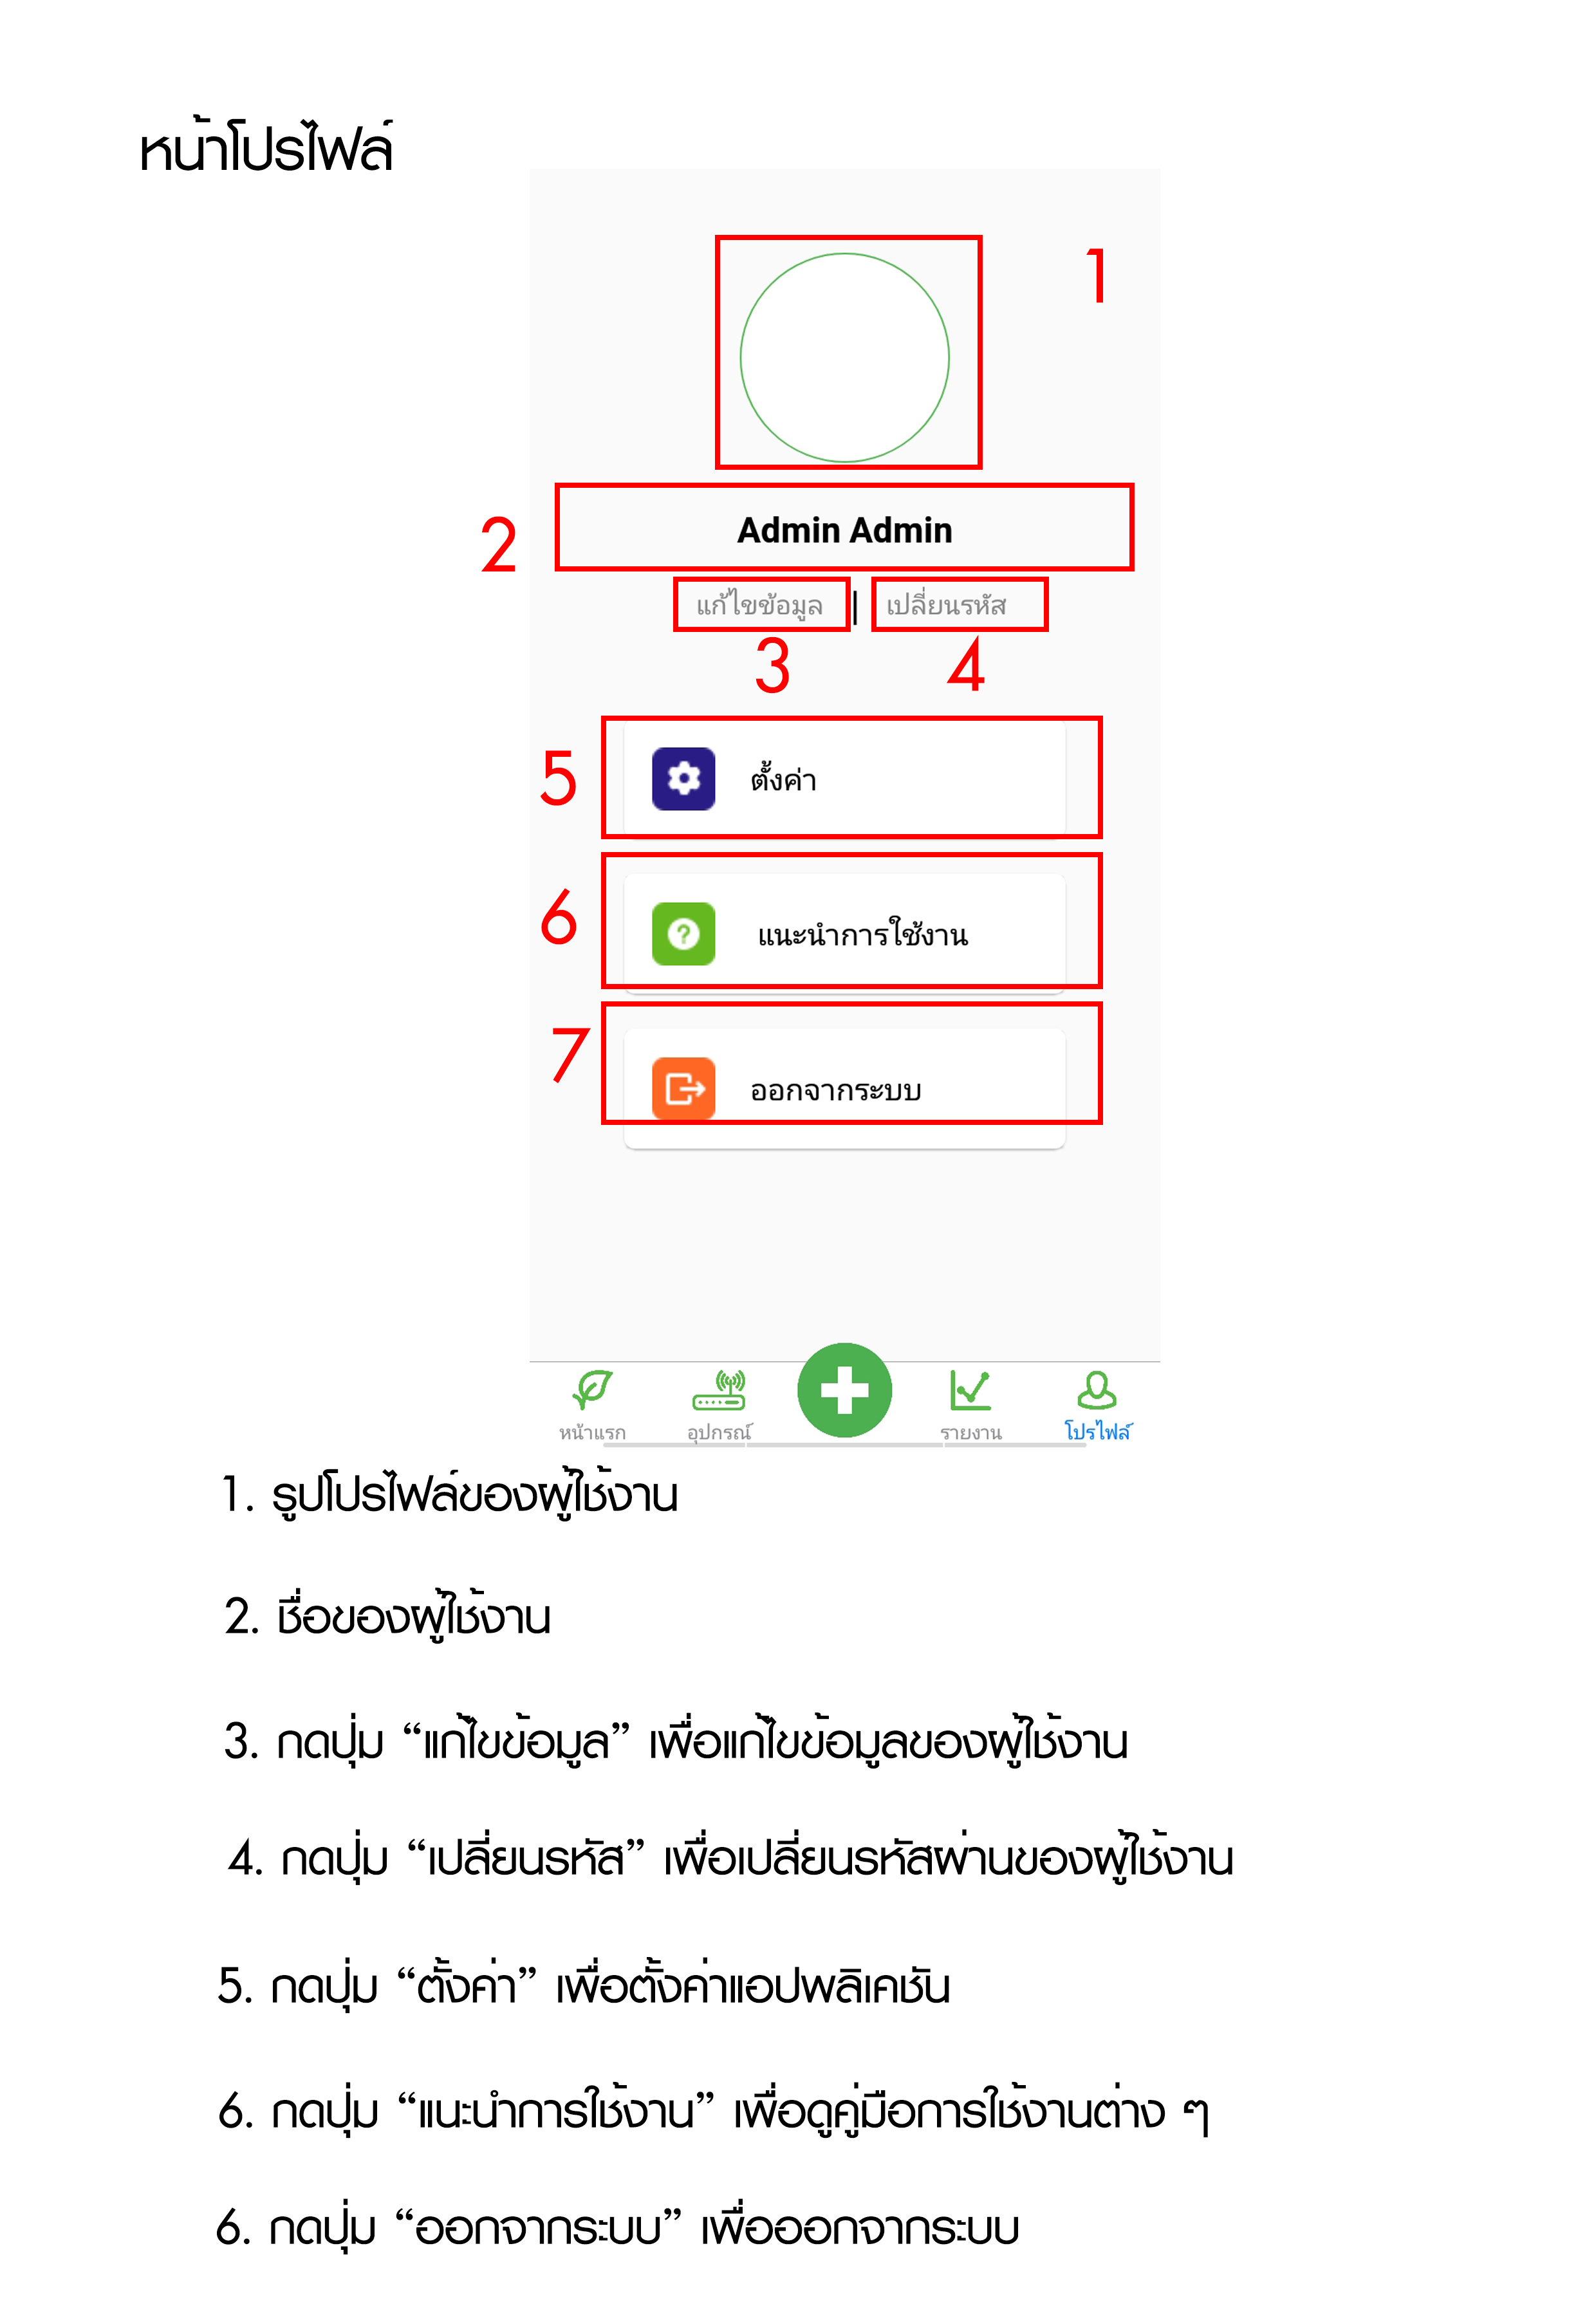 หน้าโปรไฟล์
1
2
Admin Admin
แก้ไขข้อมูล | เปลี่ยนรหัส
3 4
5 ตั้งค่า
6 แนะนำการใช้งาน
7 ออกจากระบบ
หน้าแรก อุปกรณ์ รายงาน โปรไฟล์
1. รูปโปรไฟล์ของผู้ใช้งาน
2. ชื่อของผู้ใช้งาน
3. กดปุ่ม “แก้ไขข้อมูล” เพื่อแก้ไขข้อมูลของผู้ใช้งาน
4. กดปุ่ม “เปลี่ยนรหัส” เพื่อเปลี่ยนรหัสผ่านของผู้ใช้งาน
5. กดปุ่ม “ตั้งค่า” เพื่อตั้งค่าแอปพลิเคชัน
6. กดปุ่ม “แนะนำการใช้งาน” เพื่อดูคู่มือการใช้งานต่าง ๆ
6. กดปุ่ม “ออกจากระบบ” เพื่อออกจากระบบ